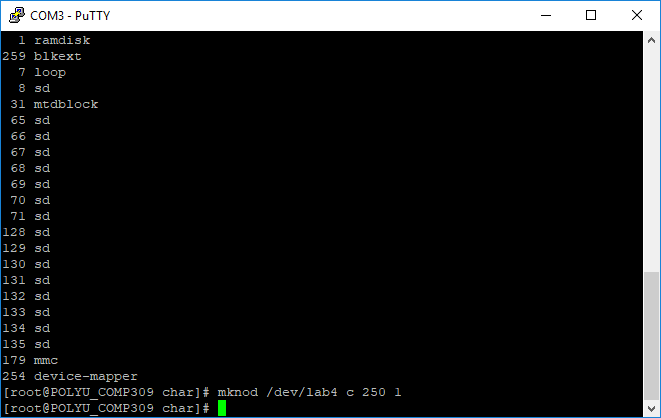 COM3 - PuTTY
1 ramdisk
259 blkext
7 loop
8 sd
31 mtdblock
65 sd
66 sd
67 sd
68 sd
69 sd
70 sd
71 sd
128 sd
129 sd
130 sd
131 sd
132 sd
133 sd
134 sd
135 sd
179 mmc
254 device-mapper
[root@POLYU_COMP309 char]# mknod /dev/lab4 c 250 1
[root@POLYU_COMP309 char]#